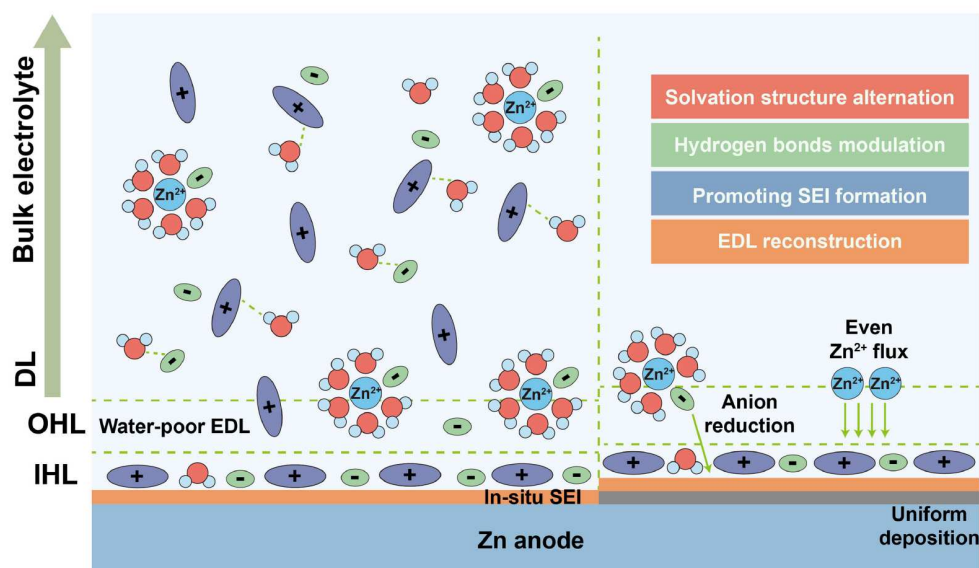 Bulk electrolyte
DL
OHL
IHL
Zn²⁺
Zn²⁺
Zn²⁺
Zn²⁺
+
+
+
+
+
+
+
+
-
-
-
-
-
-
-
-
-
-
Water-poor EDL
-
+
-
+
-
+
-
+
-
In-situ SEI
Zn anode
Solvation structure alternation
Hydrogen bonds modulation
Promoting SEI formation
EDL reconstruction
Even
Zn²⁺ flux
Zn²⁺
Zn²⁺
Zn²⁺
-
Anion
reduction
+
+
-
+
-
+
Uniform
deposition